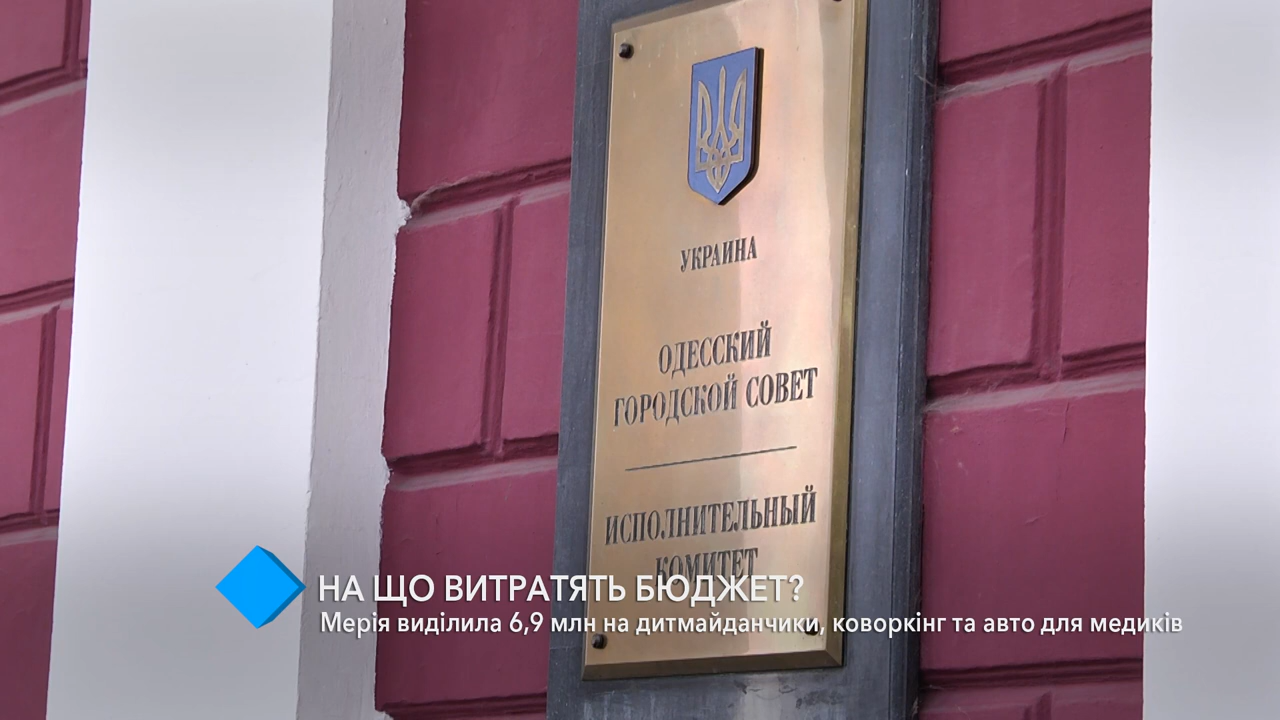 УКРАИНА
ОДЕССКИЙ
ГОРОДСКОЙ СОВЕТ
ИСПОЛНИТЕЛЬНЫЙ
КОМИТЕТ
НА ЩО ВИТРАТЯТЬ БЮДЖЕТ?
Мерія виділила 6,9 млн на дитмайданчики, коворкінг та авто для медиків